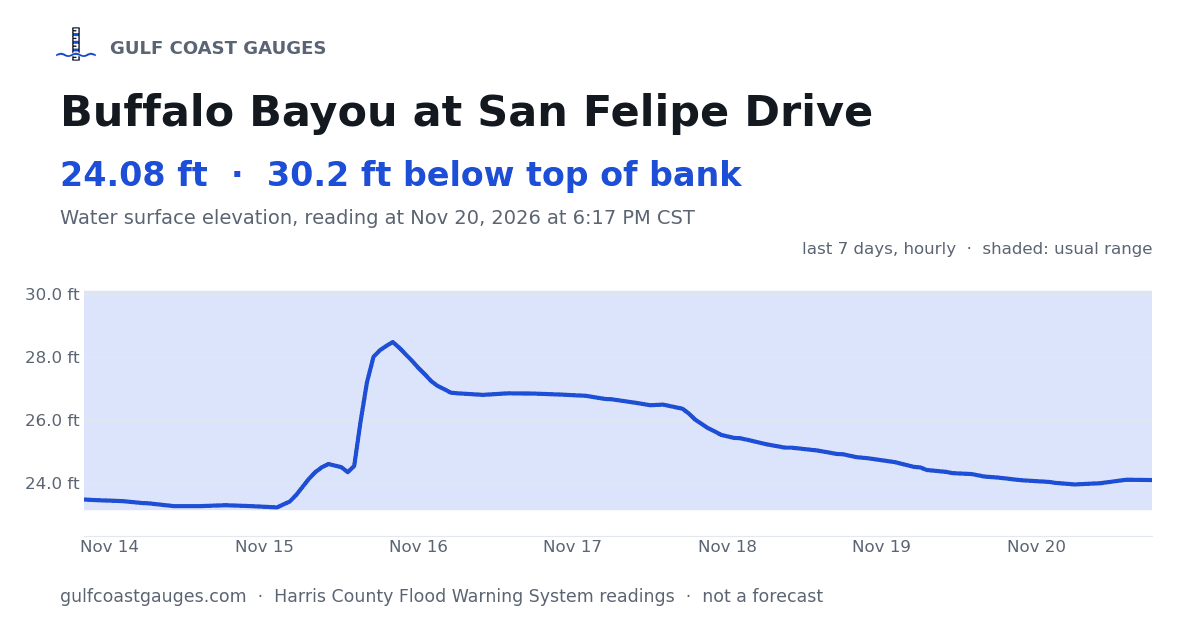 GULF COAST GAUGES
Buffalo Bayou at San Felipe Drive
24.08 ft · 30.2 ft below top of bank
Water surface elevation, reading at Nov 20, 2026 at 6:17 PM CST
last 7 days, hourly · shaded: usual range
30.0 ft
28.0 ft
26.0 ft
24.0 ft
Nov 14 Nov 15 Nov 16 Nov 17 Nov 18 Nov 19 Nov 20
gulfcoastgauges.com · Harris County Flood Warning System readings · not a forecast